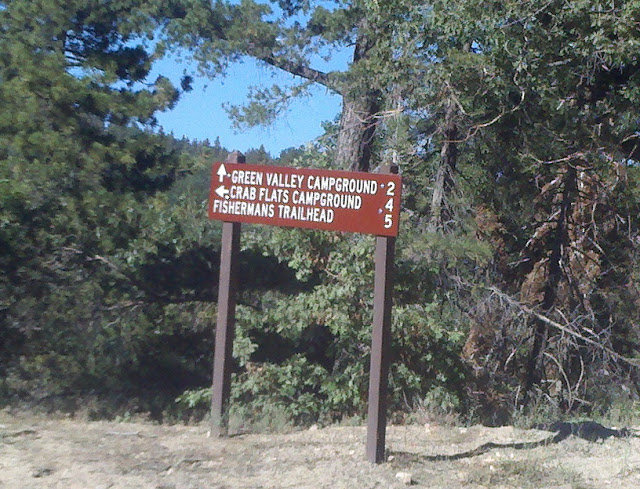 ↑ GREEN VALLEY CAMPGROUND 2
← CRAB FLATS CAMPGROUND 4
FISHERMANS TRAILHEAD 5